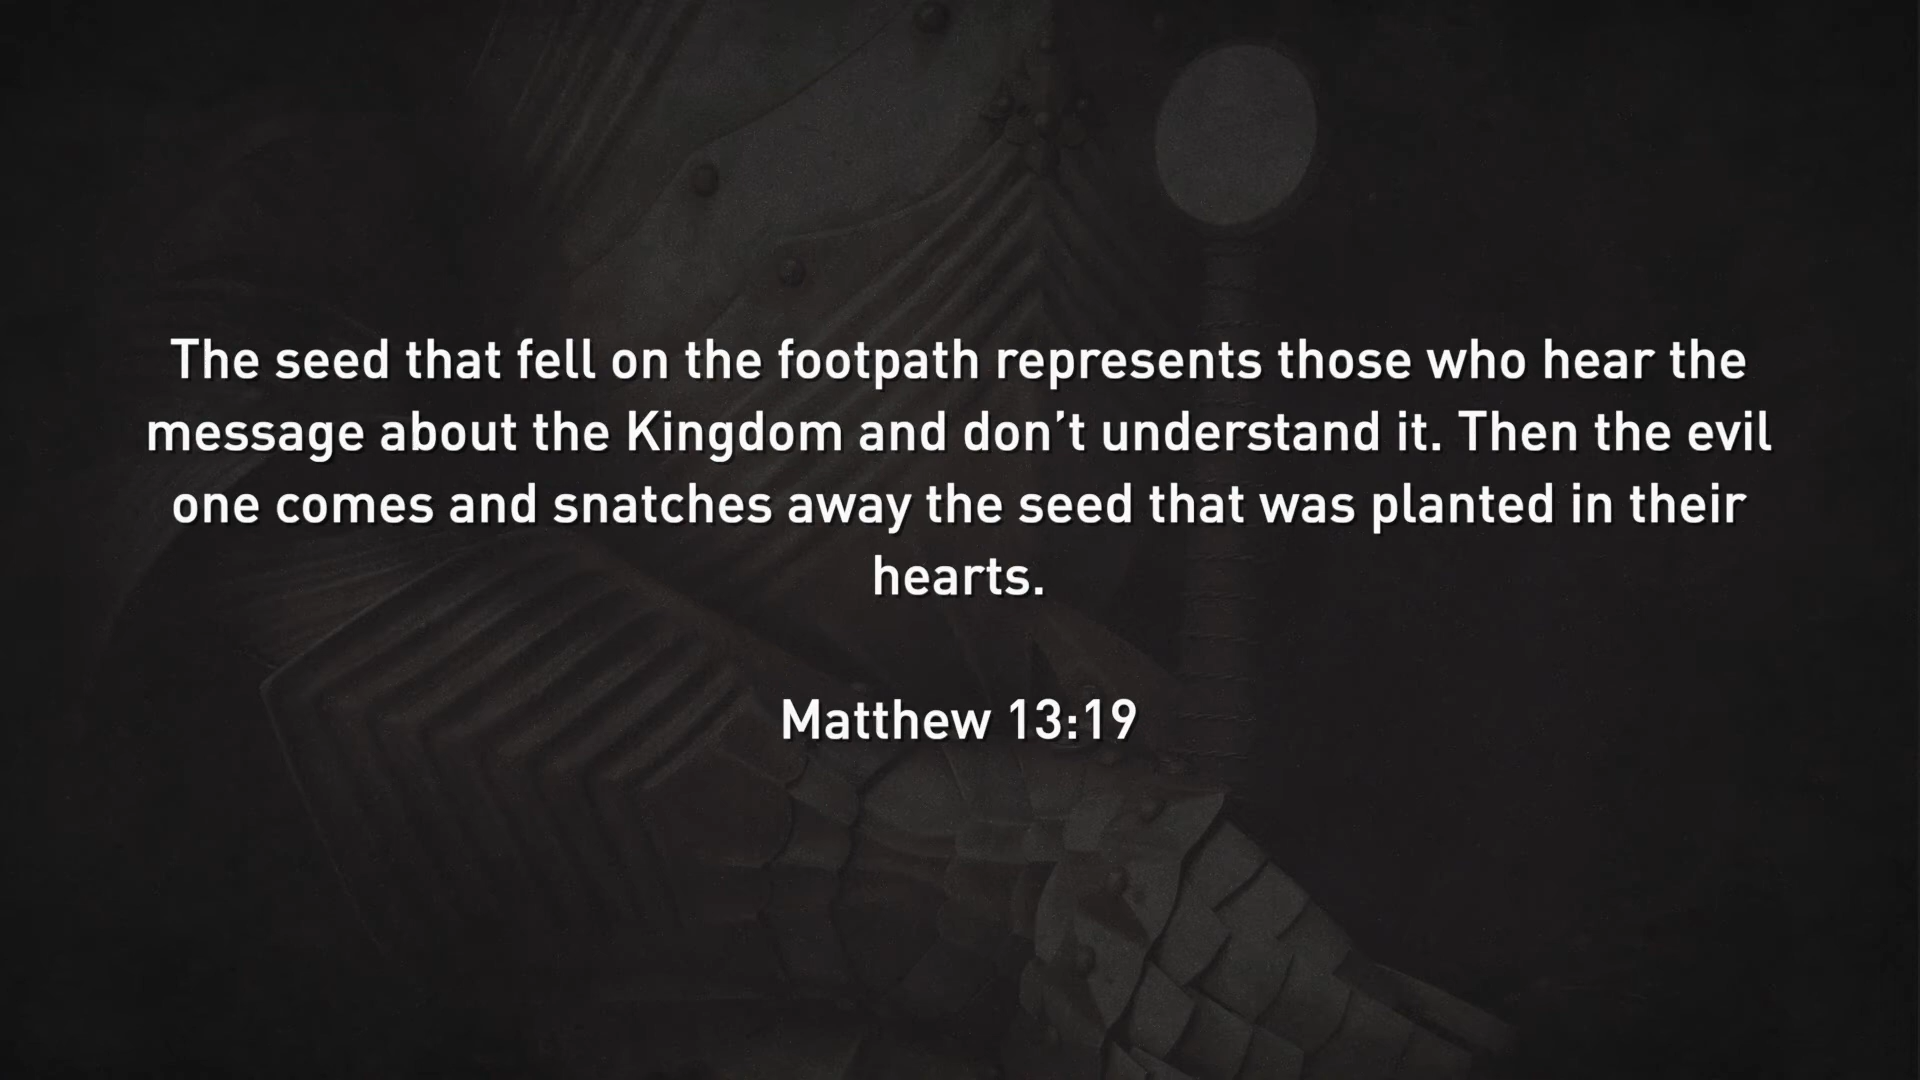 The seed that fell on the footpath represents those who hear the
message about the Kingdom and don’t understand it. Then the evil
one comes and snatches away the seed that was planted in their
hearts.
Matthew 13:19